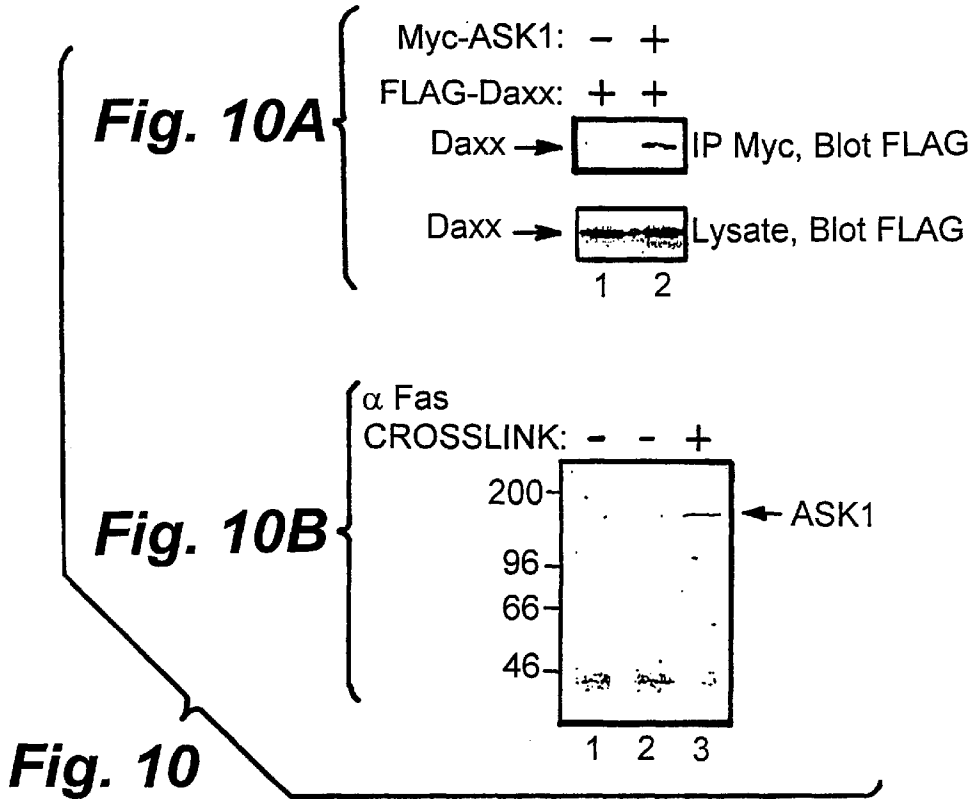 Fig. 10A
Myc-ASK1: - +
FLAG-Daxx: + +
Daxx → IP Myc, Blot FLAG
Daxx → Lysate, Blot FLAG
1 2
Fig. 10B
α Fas
CROSSLINK: - - +
200
← ASK1
96
66
46
1 2 3
Fig. 10